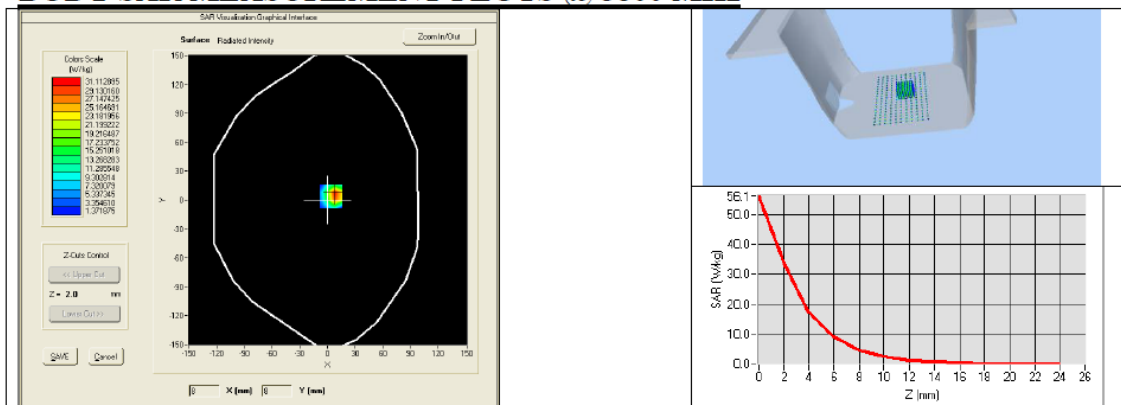 SAR Visualisation Graphical Interface
Surface Radiated Intensity
Zoom In/Out
Colors Scale
(W/kg)
31.112895
29.130160
27.147425
25.164691
23.181956
21.199222
19.216487
17.233752
15.251018
13.268283
11.285548
9.302814
7.320079
5.337345
3.354610
1.371875
Z-Cuts Control
<< Upper Cut
Z = 2.0 mm
Lower Cut >>
SAVE Cancel
150
120
90
60
30
0
-30
-60
-90
-120
-150
Y
-150 -120 -90 -60 -30 0 30 60 90 120 150
X
8 X (mm) 8 Y (mm)
56.1
50.0
40.0
30.0
20.0
10.0
0.0
SAR (W/kg)
0 2 4 6 8 10 12 14 16 18 20 22 24 26
Z (mm)